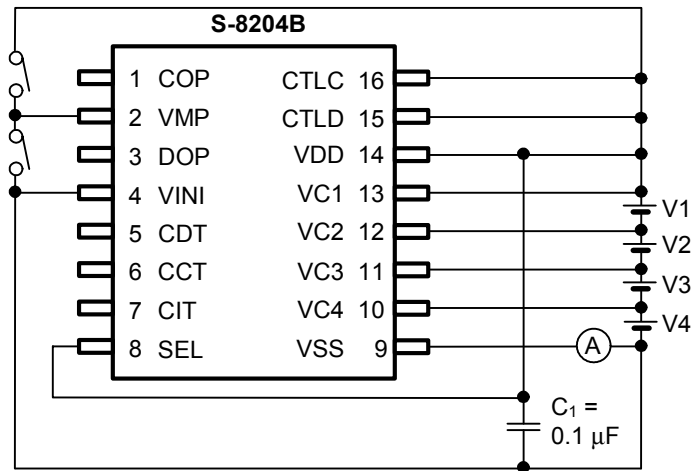 S-8204B
1 COP
CTLC 16
2 VMP
CTLD 15
3 DOP
VDD 14
4 VINI
VC1 13
5 CDT
VC2 12
6 CCT
VC3 11
7 CIT
VC4 10
8 SEL
VSS 9
V1
V2
V3
V4
A
C₁ =
0.1 μF